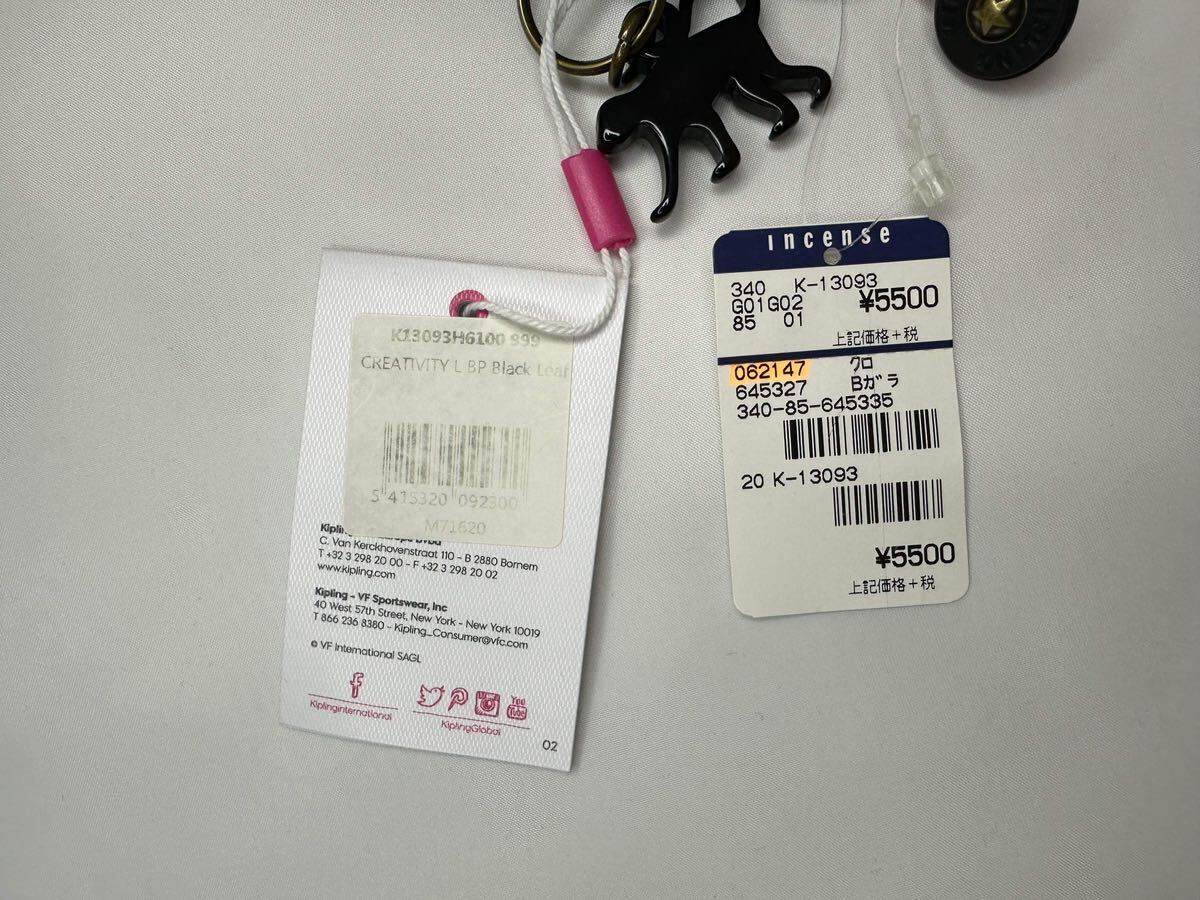 K13093H6100 999
CREATIVITY L BP Black Leaf
5 415320 092300
M71620
C. Van Kerckhovenstraat 110 - B 2880 Bornem
T +32 3 298 20 00 - F +32 3 298 20 02
www.kipling.com
Kipling - VF Sportswear, Inc
40 West 57th Street, New York - New York 10019
T 866 236 8380 - Kipling_Consumer@vfc.com
© VF International SAGL
Kiplinginternational
You Tube
KiplingGlobal
02
Incense
340 K-13093
G01G02 ¥5500
85 01
上記価格+税
062147 クロ
645327 Bガラ
340-85-645335
20 K-13093
¥5500
上記価格+税